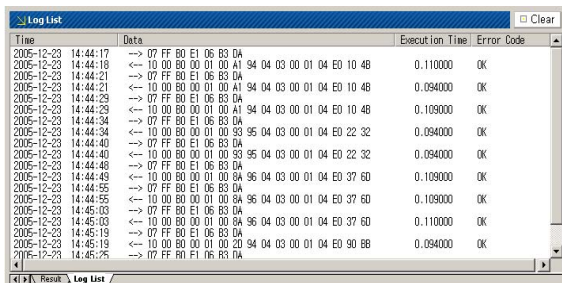 Log List
Clear
Time Data Execution Time Error Code
2005-12-23 14:44:17 --> 07 FF B0 E1 06 B3 DA
2005-12-23 14:44:18 <-- 10 00 B0 00 01 00 A1 94 04 03 00 01 04 E0 10 4B 0.110000 OK
2005-12-23 14:44:21 --> 07 FF B0 E1 06 B3 DA
2005-12-23 14:44:21 <-- 10 00 B0 00 01 00 A1 94 04 03 00 01 04 E0 10 4B 0.094000 OK
2005-12-23 14:44:29 --> 07 FF B0 E1 06 B3 DA
2005-12-23 14:44:29 <-- 10 00 B0 00 01 00 A1 94 04 03 00 01 04 E0 10 4B 0.109000 OK
2005-12-23 14:44:34 --> 07 FF B0 E1 06 B3 DA
2005-12-23 14:44:34 <-- 10 00 B0 00 01 00 93 95 04 03 00 01 04 E0 22 32 0.094000 OK
2005-12-23 14:44:40 --> 07 FF B0 E1 06 B3 DA
2005-12-23 14:44:40 <-- 10 00 B0 00 01 00 93 95 04 03 00 01 04 E0 22 32 0.094000 OK
2005-12-23 14:44:48 --> 07 FF B0 E1 06 B3 DA
2005-12-23 14:44:49 <-- 10 00 B0 00 01 00 8A 96 04 03 00 01 04 E0 37 6D 0.109000 OK
2005-12-23 14:44:55 --> 07 FF B0 E1 06 B3 DA
2005-12-23 14:44:55 <-- 10 00 B0 00 01 00 8A 96 04 03 00 01 04 E0 37 6D 0.109000 OK
2005-12-23 14:45:03 --> 07 FF B0 E1 06 B3 DA
2005-12-23 14:45:03 <-- 10 00 B0 00 01 00 8A 96 04 03 00 01 04 E0 37 6D 0.110000 OK
2005-12-23 14:45:19 --> 07 FF B0 E1 06 B3 DA
2005-12-23 14:45:19 <-- 10 00 B0 00 01 00 2D 94 04 03 00 01 04 E0 90 BB 0.094000 OK
2005-12-23 14:45:25 --> 07 FF B0 E1 06 B3 DA
Result Log List